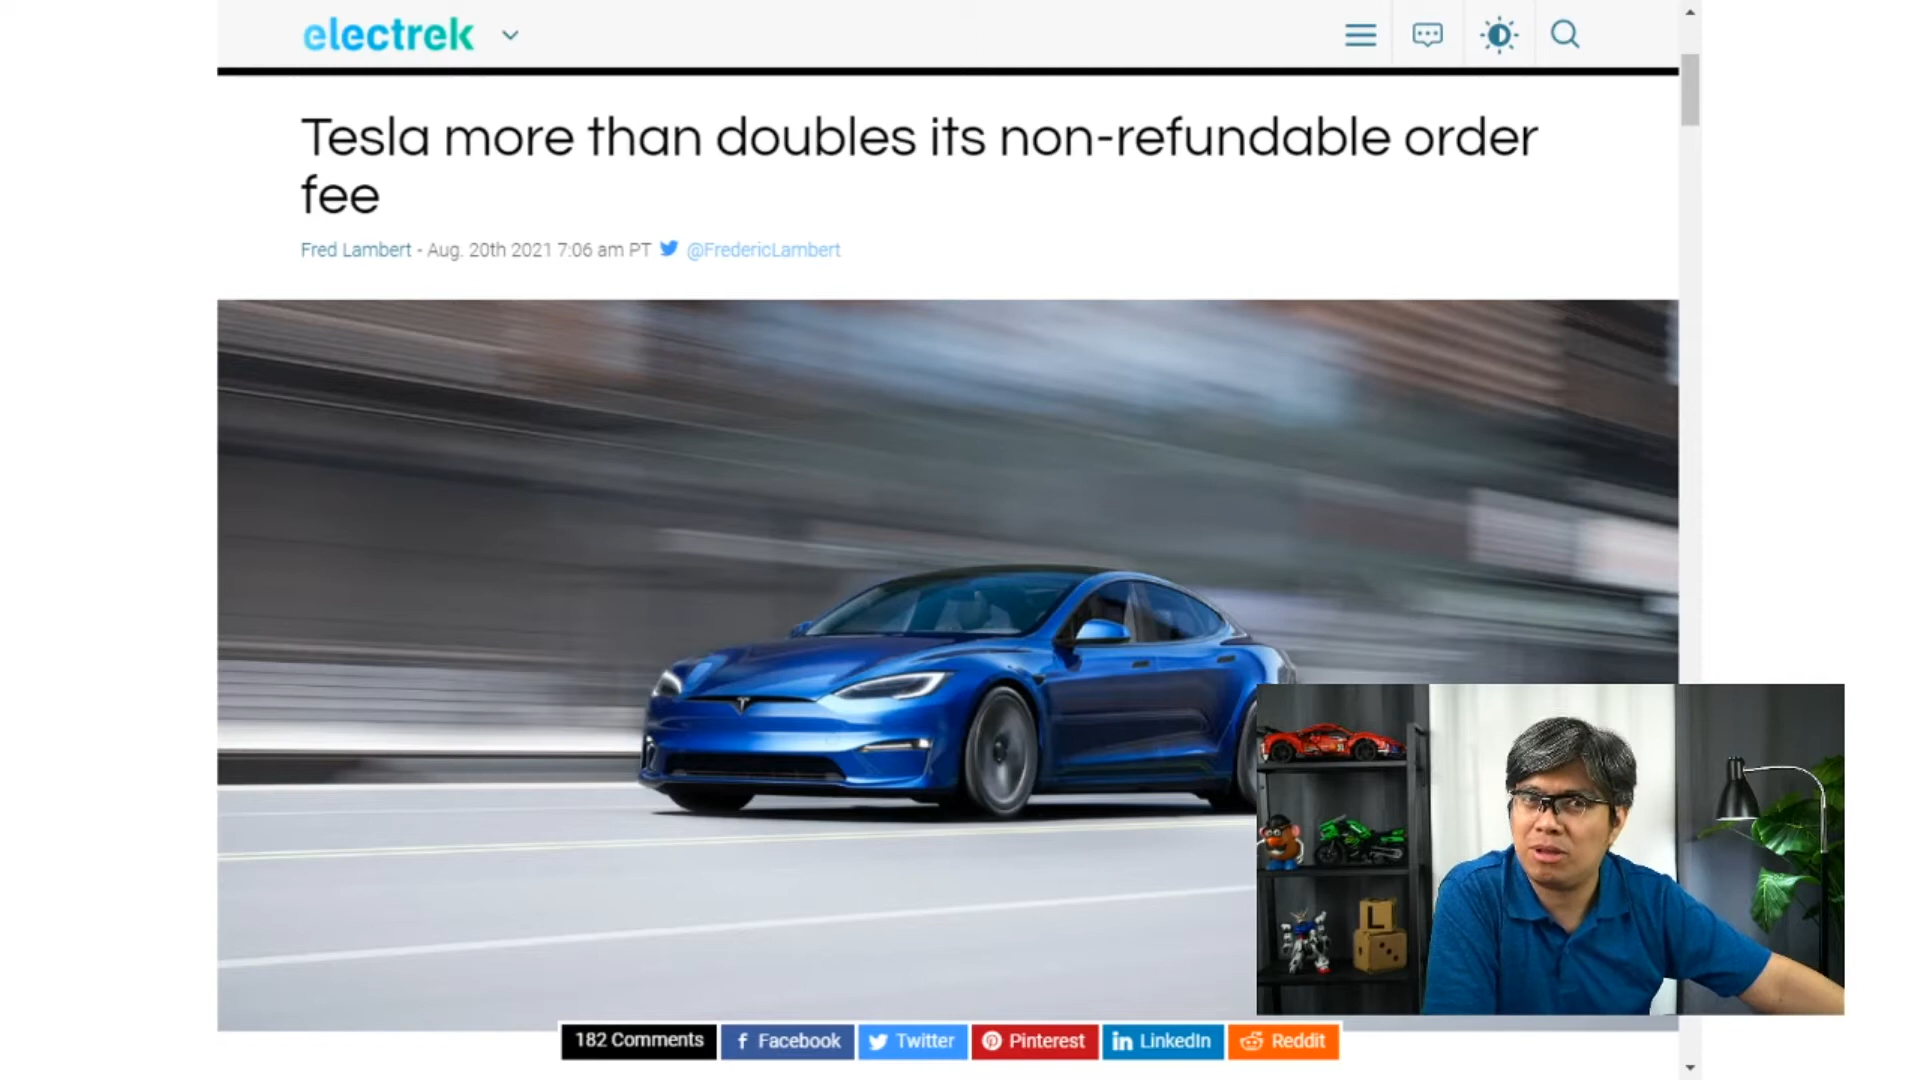 electrek
Tesla more than doubles its non-refundable order
fee
Fred Lambert - Aug. 20th 2021 7:06 am PT @FredericLambert
L
182 Comments Facebook Twitter Pinterest LinkedIn Reddit